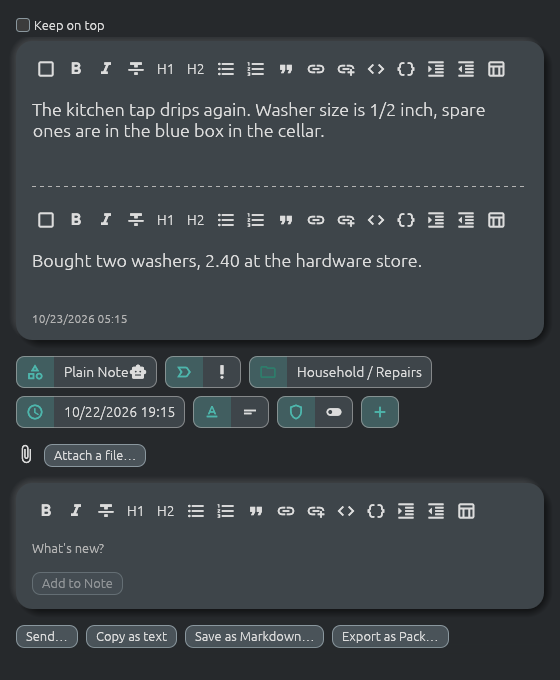 Keep on top
B I S H1 H2
The kitchen tap drips again. Washer size is 1/2 inch, spare
ones are in the blue box in the cellar.
B I S H1 H2
Bought two washers, 2.40 at the hardware store.
10/23/2026 05:15
Plain Note
Household / Repairs
10/22/2026 19:15
A
Attach a file...
B I S H1 H2
What's new?
Add to Note
Send... Copy as text Save as Markdown... Export as Pack...